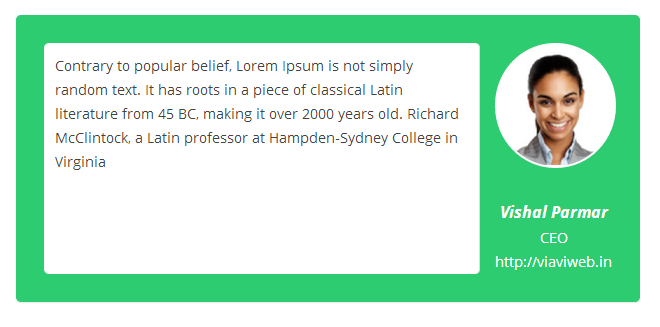 Contrary to popular belief, Lorem Ipsum is not simply
random text. It has roots in a piece of classical Latin
literature from 45 BC, making it over 2000 years old. Richard
McClintock, a Latin professor at Hampden-Sydney College in
Virginia
Vishal Parmar
CEO
http://viaviweb.in